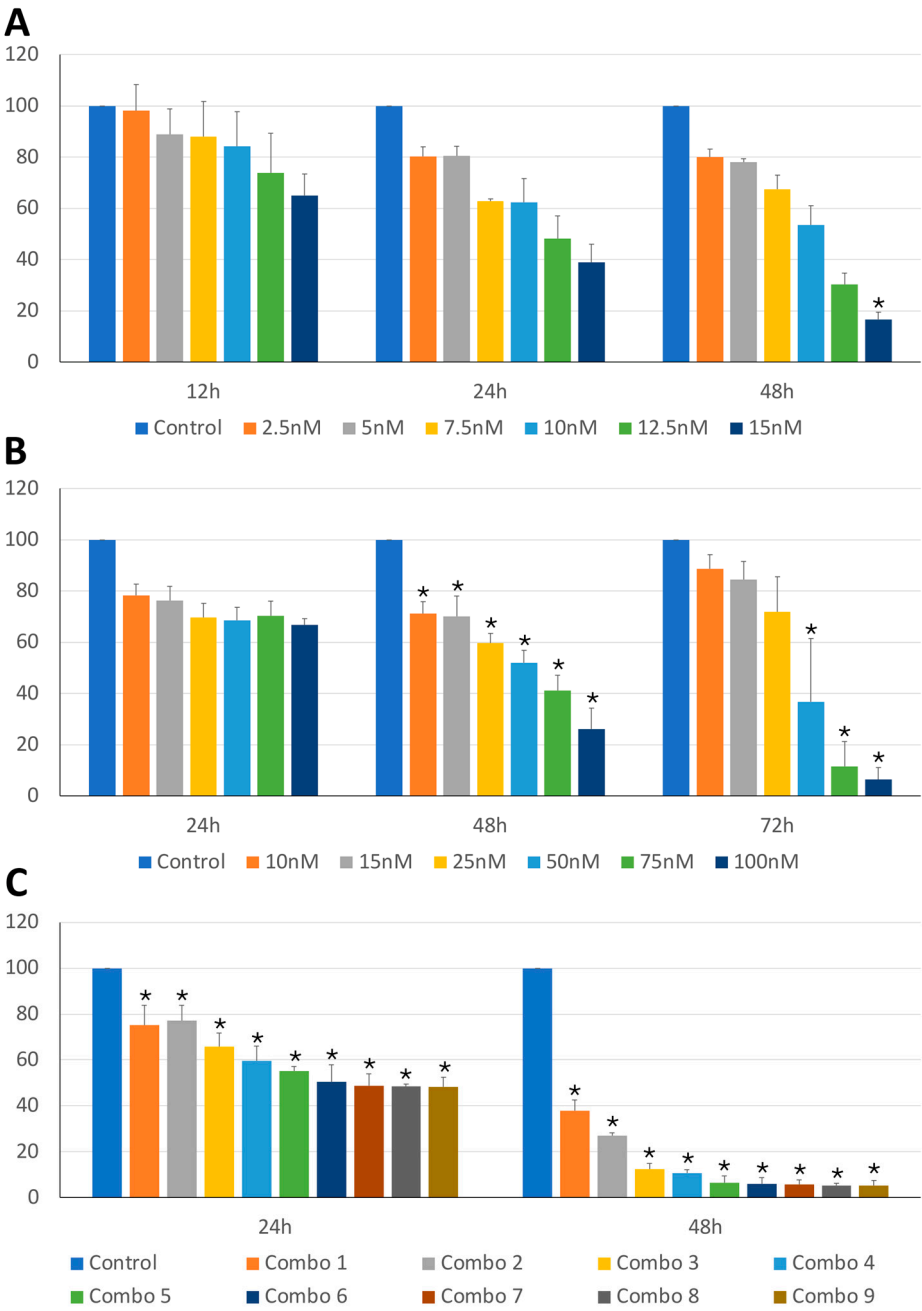 A
120
100
80
60
40
20
0
*
12h 24h 48h
Control 2.5nM 5nM 7.5nM 10nM 12.5nM 15nM
B
120
100
80
60
40
20
0
* * * * * *
* * *
24h 48h 72h
Control 10nM 15nM 25nM 50nM 75nM 100nM
C
120
100
80
60
40
20
0
* * * * * * * * *
* * * * * * * * *
24h 48h
Control Combo 1 Combo 2 Combo 3 Combo 4
Combo 5 Combo 6 Combo 7 Combo 8 Combo 9